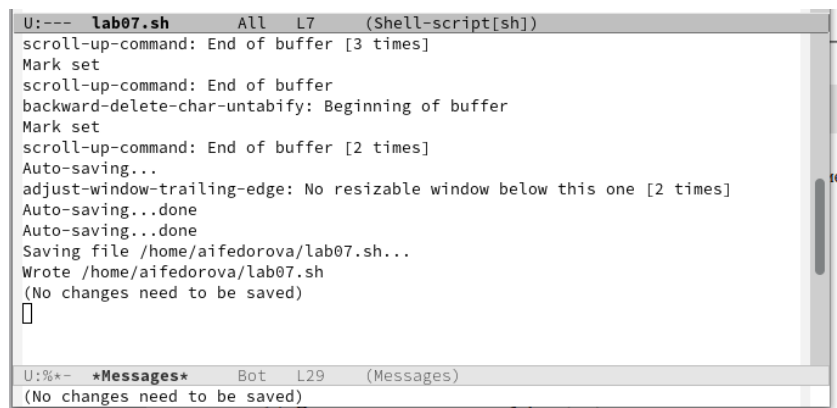 U:---  lab07.sh       All   L7     (Shell-script[sh])
scroll-up-command: End of buffer [3 times]
Mark set
scroll-up-command: End of buffer
backward-delete-char-untabify: Beginning of buffer
Mark set
scroll-up-command: End of buffer [2 times]
Auto-saving...
adjust-window-trailing-edge: No resizable window below this one [2 times]
Auto-saving...done
Auto-saving...done
Saving file /home/aifedorova/lab07.sh...
Wrote /home/aifedorova/lab07.sh
(No changes need to be saved)
U:%*-  *Messages*     Bot   L29    (Messages)
(No changes need to be saved)